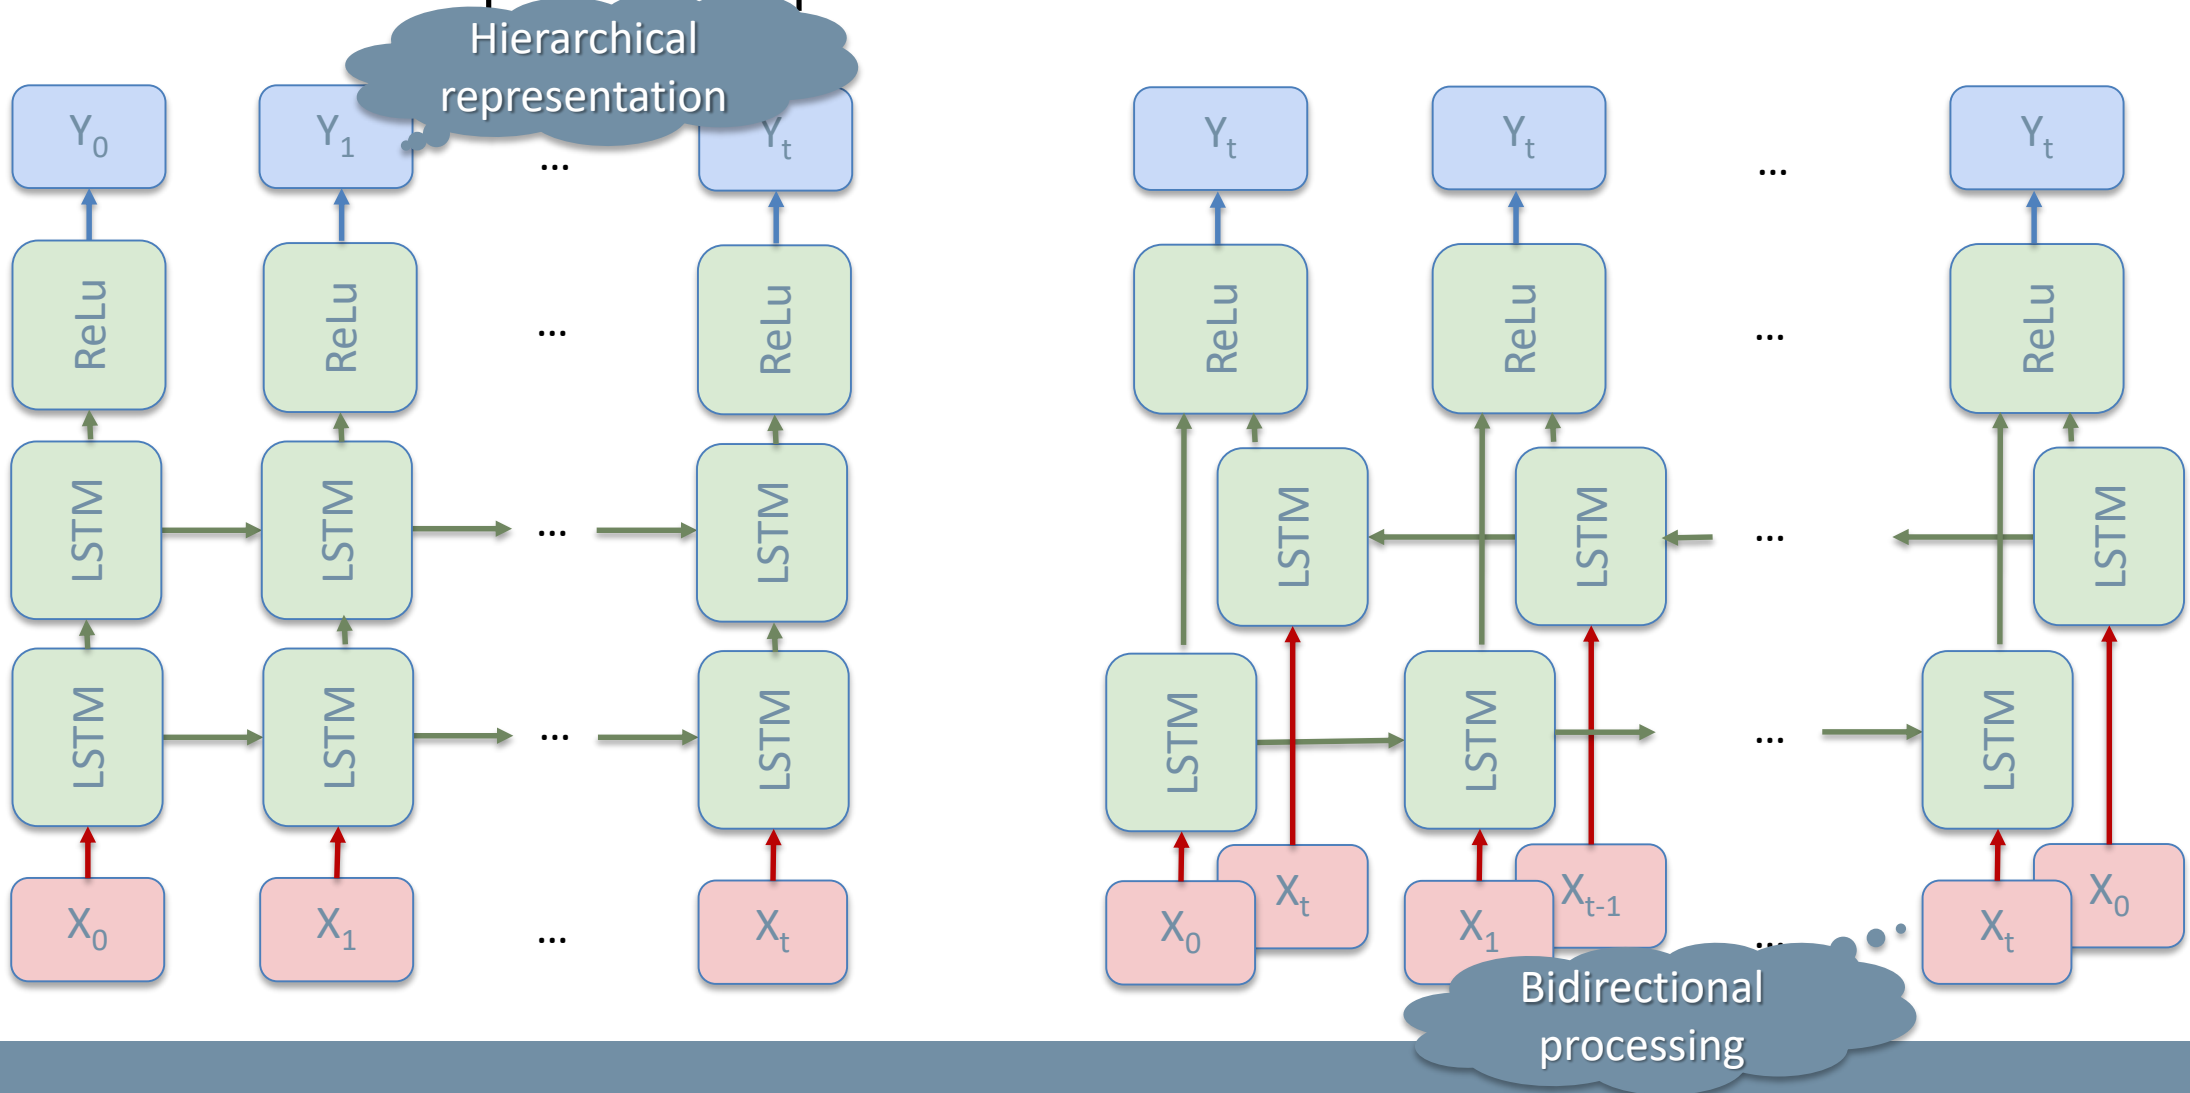 Hierarchical
representation
Y0 Y1 ... Yt
ReLu ReLu ... ReLu
LSTM LSTM ... LSTM
LSTM LSTM ... LSTM
X0 X1 ... Xt
Yt Yt ... Yt
ReLu ReLu ... ReLu
LSTM LSTM ... LSTM
LSTM LSTM ... LSTM
Xt Xt-1 X0
X0 X1 ... Xt
Bidirectional
processing